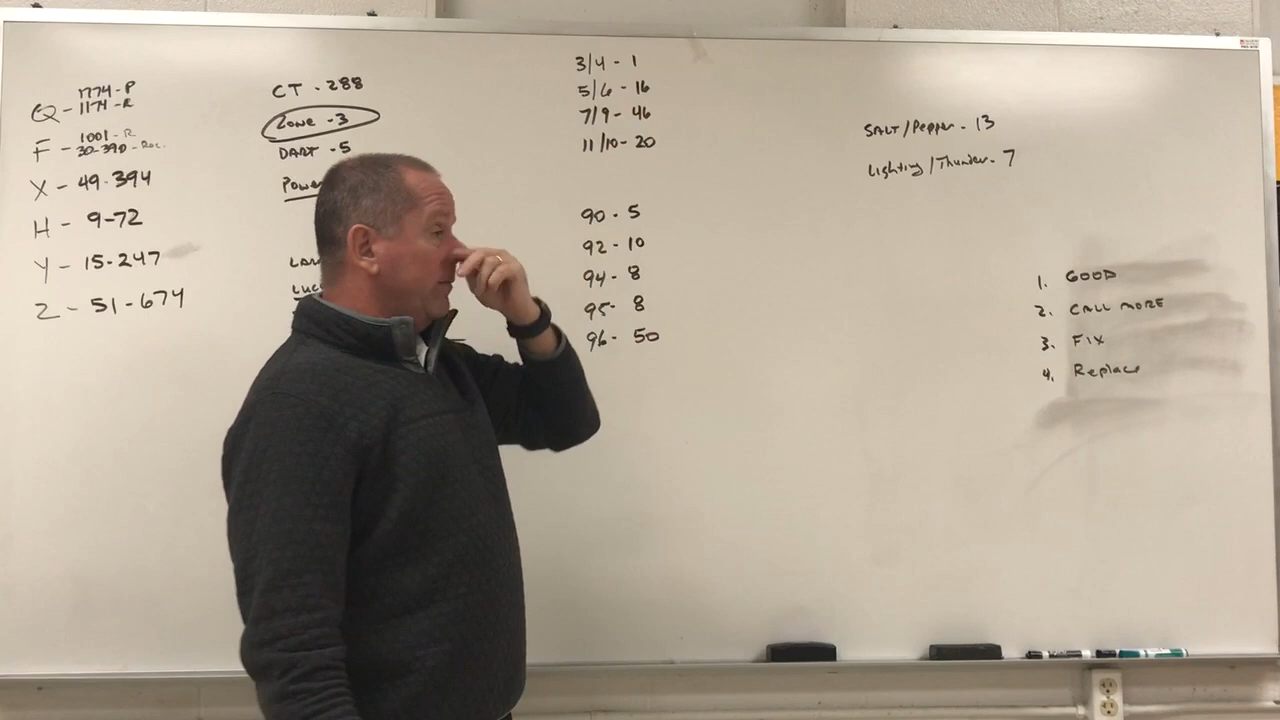 1774-P
Q - 1174-R
1001-R
F - 30-390-Rec.
X - 49-394
H - 9-72
Y - 15-247
Z - 51-674
CT - 288
Zone - 3
DART - 5
Power
3/4 - 1
5/6 - 16
7/9 - 46
11/10 - 20
90 - 5
92 - 10
94 - 8
95 - 8
96 - 50
SALT/Pepper - 13
Lighting/Thunder - 7
1. GOOD
2. CALL MORE
3. FIX
4. Replace